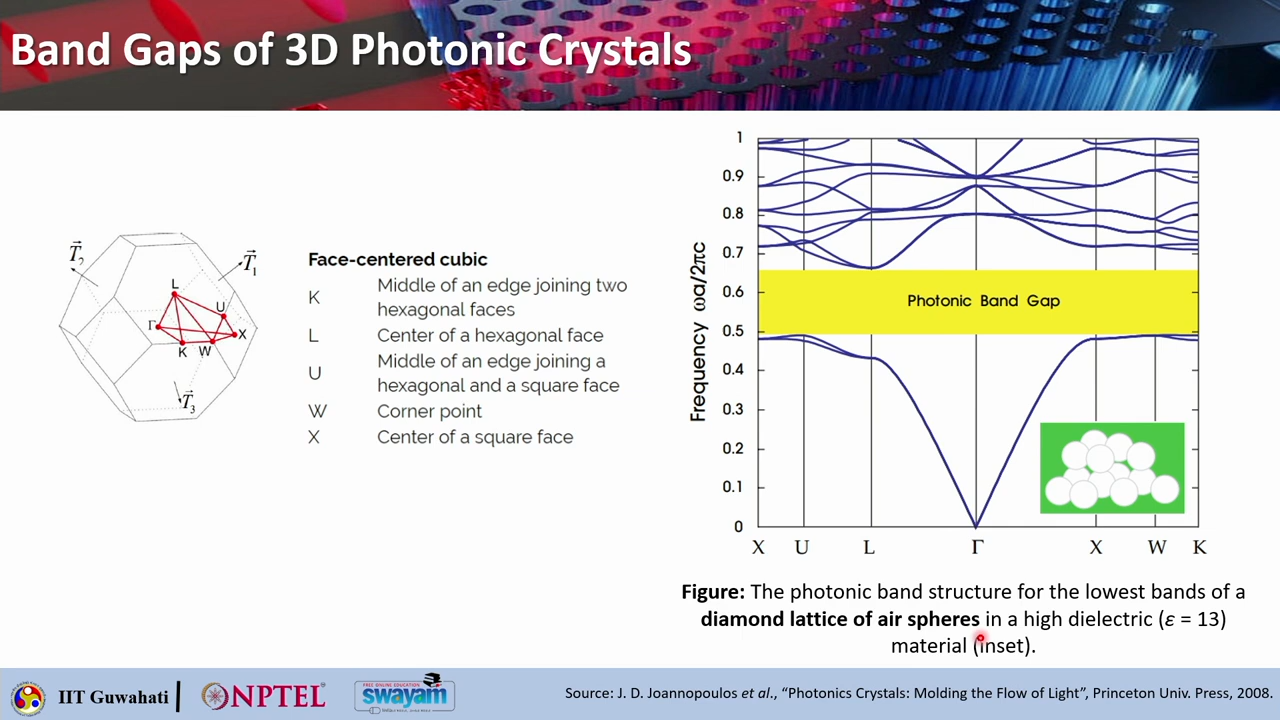 Band Gaps of 3D Photonic Crystals
T₂
T₁
L
U
Γ
X
K
W
T₃
Face-centered cubic
K Middle of an edge joining two
hexagonal faces
L Center of a hexagonal face
U Middle of an edge joining a
hexagonal and a square face
W Corner point
X Center of a square face
Frequency ωa/2πc
1
0.9
0.8
0.7
0.6
0.5
0.4
0.3
0.2
0.1
0
Photonic Band Gap
X U L Γ X W K
Figure: The photonic band structure for the lowest bands of a
diamond lattice of air spheres in a high dielectric (ε = 13)
material (inset).
IIT Guwahati
NPTEL
FREE ONLINE EDUCATION
swayam
Source: J. D. Joannopoulos et al., “Photonics Crystals: Molding the Flow of Light”, Princeton Univ. Press, 2008.